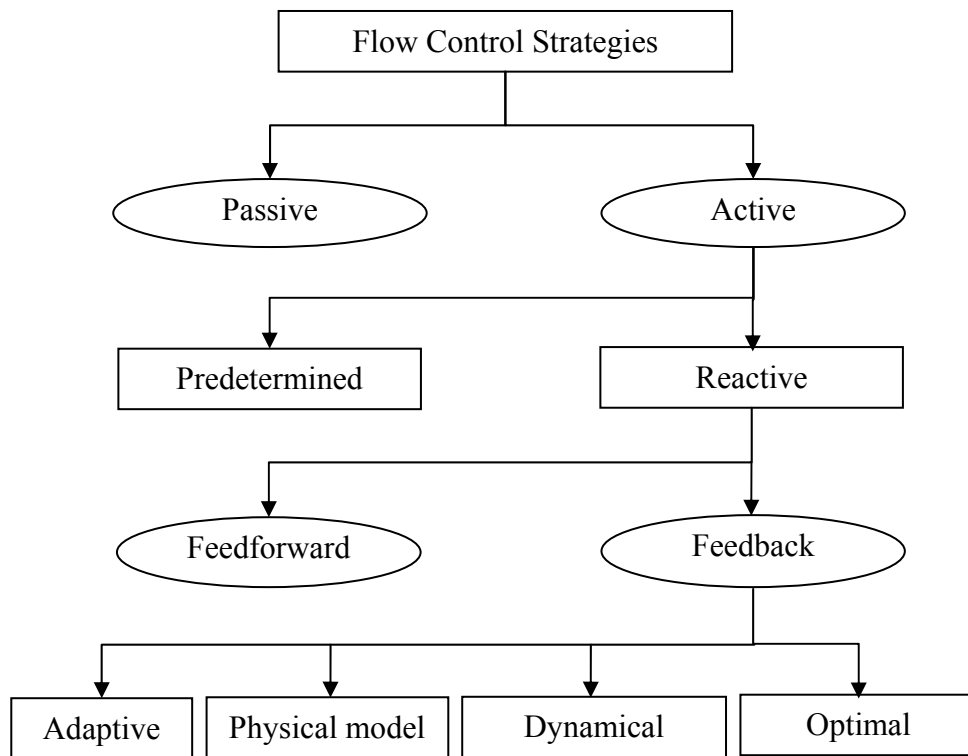 Flow Control Strategies
Passive
Active
Predetermined
Reactive
Feedforward
Feedback
Adaptive
Physical model
Dynamical
Optimal